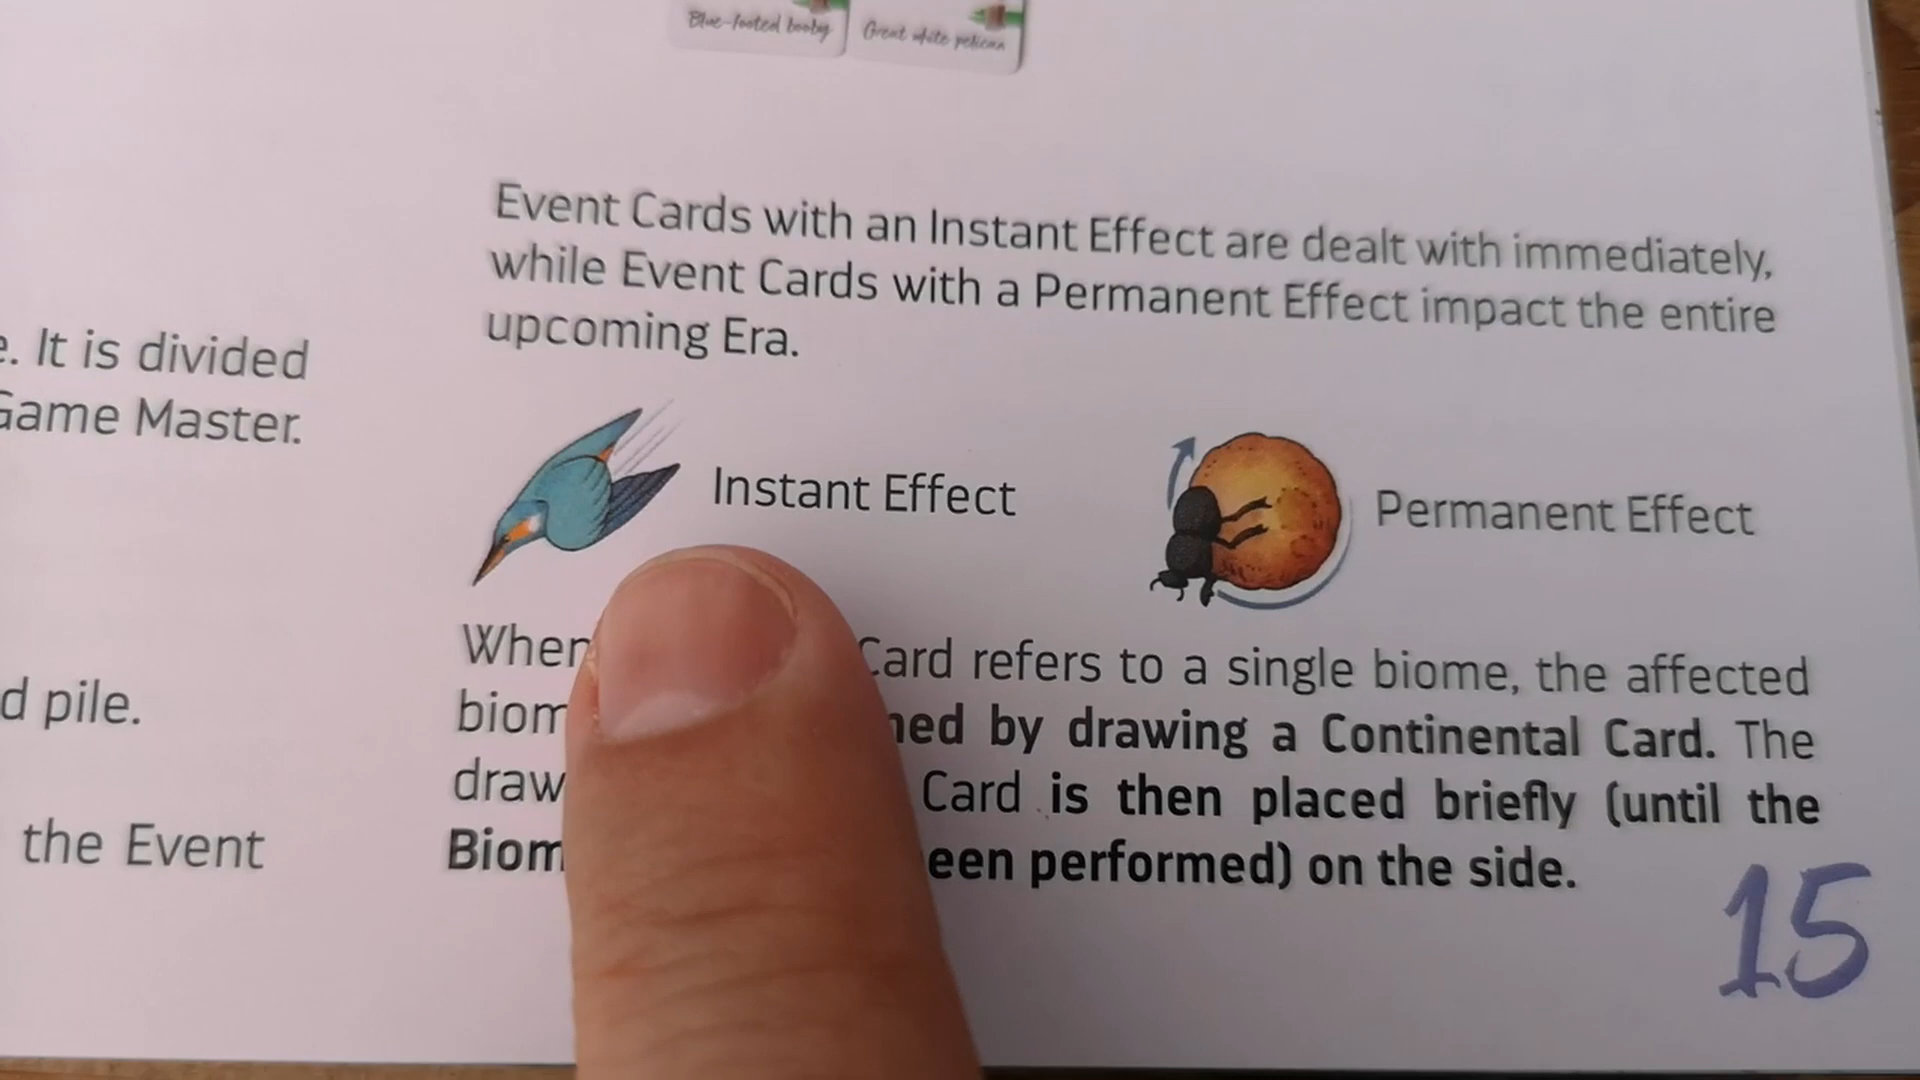 Blue-footed booby
Great white pelican
Event Cards with an Instant Effect are dealt with immediately,
while Event Cards with a Permanent Effect impact the entire
upcoming Era.
. It is divided
Game Master.
Instant Effect
Permanent Effect
When Card refers to a single biome, the affected
biom ned by drawing a Continental Card. The
draw Card is then placed briefly (until the
Biom een performed) on the side.
d pile.
the Event
15